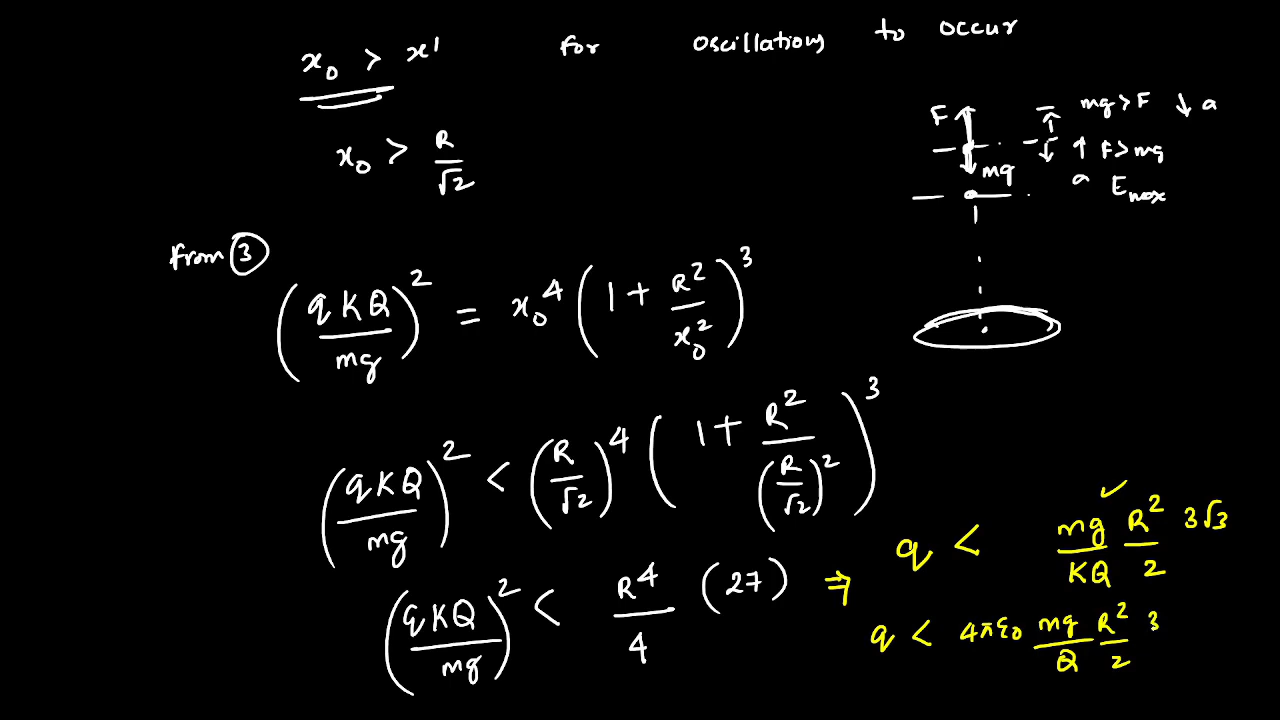 x₀ > x' for oscillations to occur
x₀ > R/√2
F
mg
mg > F ↓ a
↑ F > mg
a E max
from ③
(qKQ/mg)² = x₀⁴ (1 + R²/x₀²)³
(qKQ/mg)² < (R/√2)⁴ (1 + R²/(R/√2)²)³
(qKQ/mg)² < R⁴/4 (27) ⇒ q < mg/KQ R²/2 3√3 ✓
q < 4πε₀ mg/Q R²/2 3